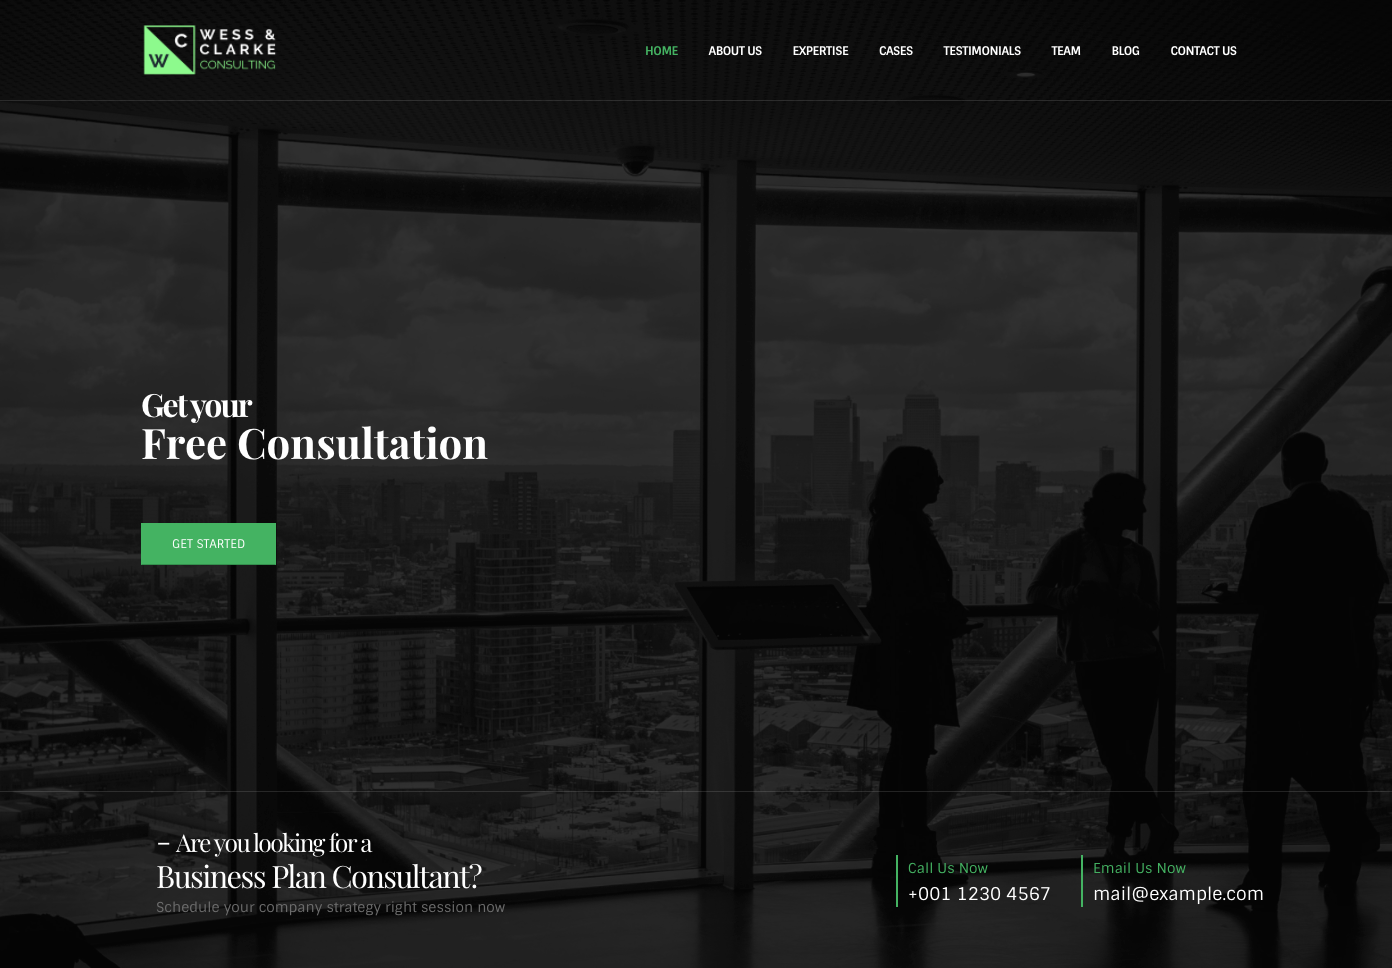 C
W
WESS &
CLARKE
CONSULTING
HOME ABOUT US EXPERTISE CASES TESTIMONIALS TEAM BLOG CONTACT US
Get your
Free Consultation
GET STARTED
– Are you looking for a
Business Plan Consultant?
Schedule your company strategy right session now
Call Us Now
+001 1230 4567
Email Us Now
mail@example.com